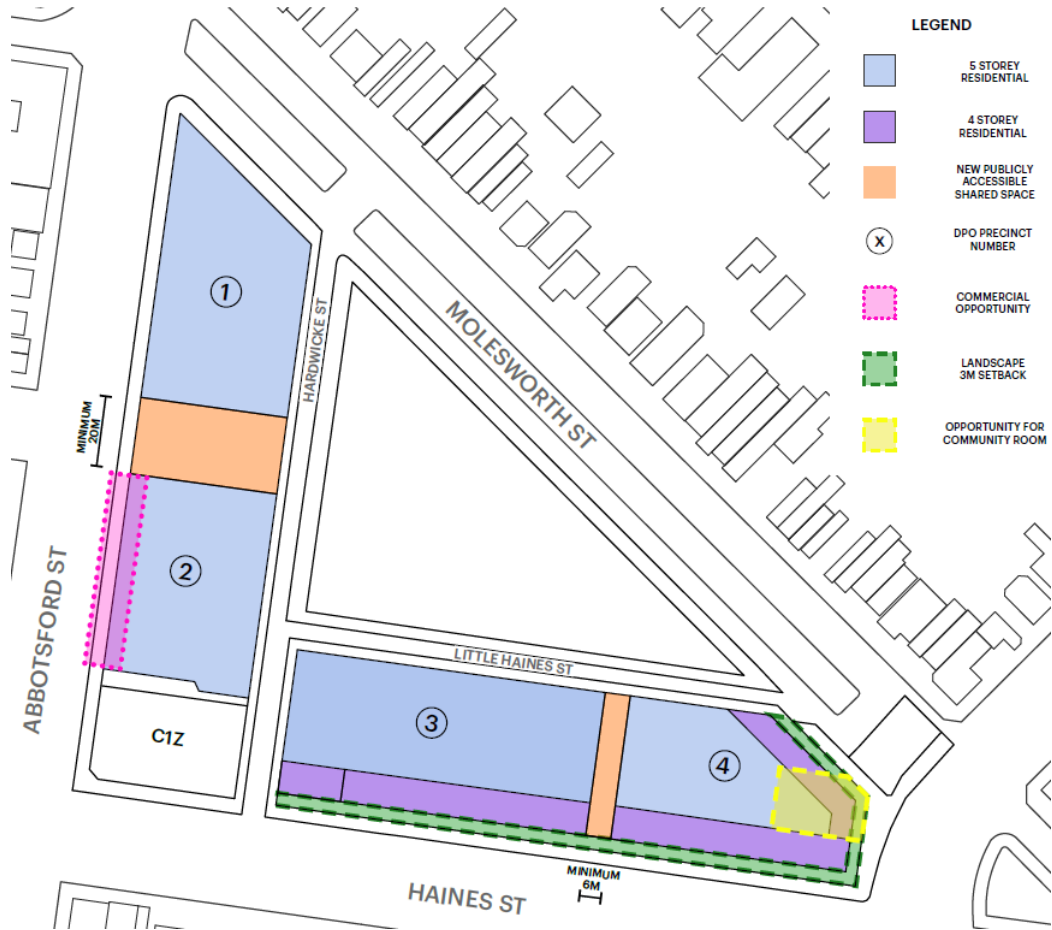 LEGEND
5 STOREY
RESIDENTIAL
4 STOREY
RESIDENTIAL
NEW PUBLICLY
ACCESSIBLE
SHARED SPACE
X
DPO PRECINCT
NUMBER
COMMERCIAL
OPPORTUNITY
LANDSCAPE
3M SETBACK
OPPORTUNITY FOR
COMMUNITY ROOM
1
HARDWICKE ST
MOLESWORTH ST
MINIMUM
20M
2
ABBOTSFORD ST
C1Z
LITTLE HAINES ST
3
4
MINIMUM
6M
HAINES ST